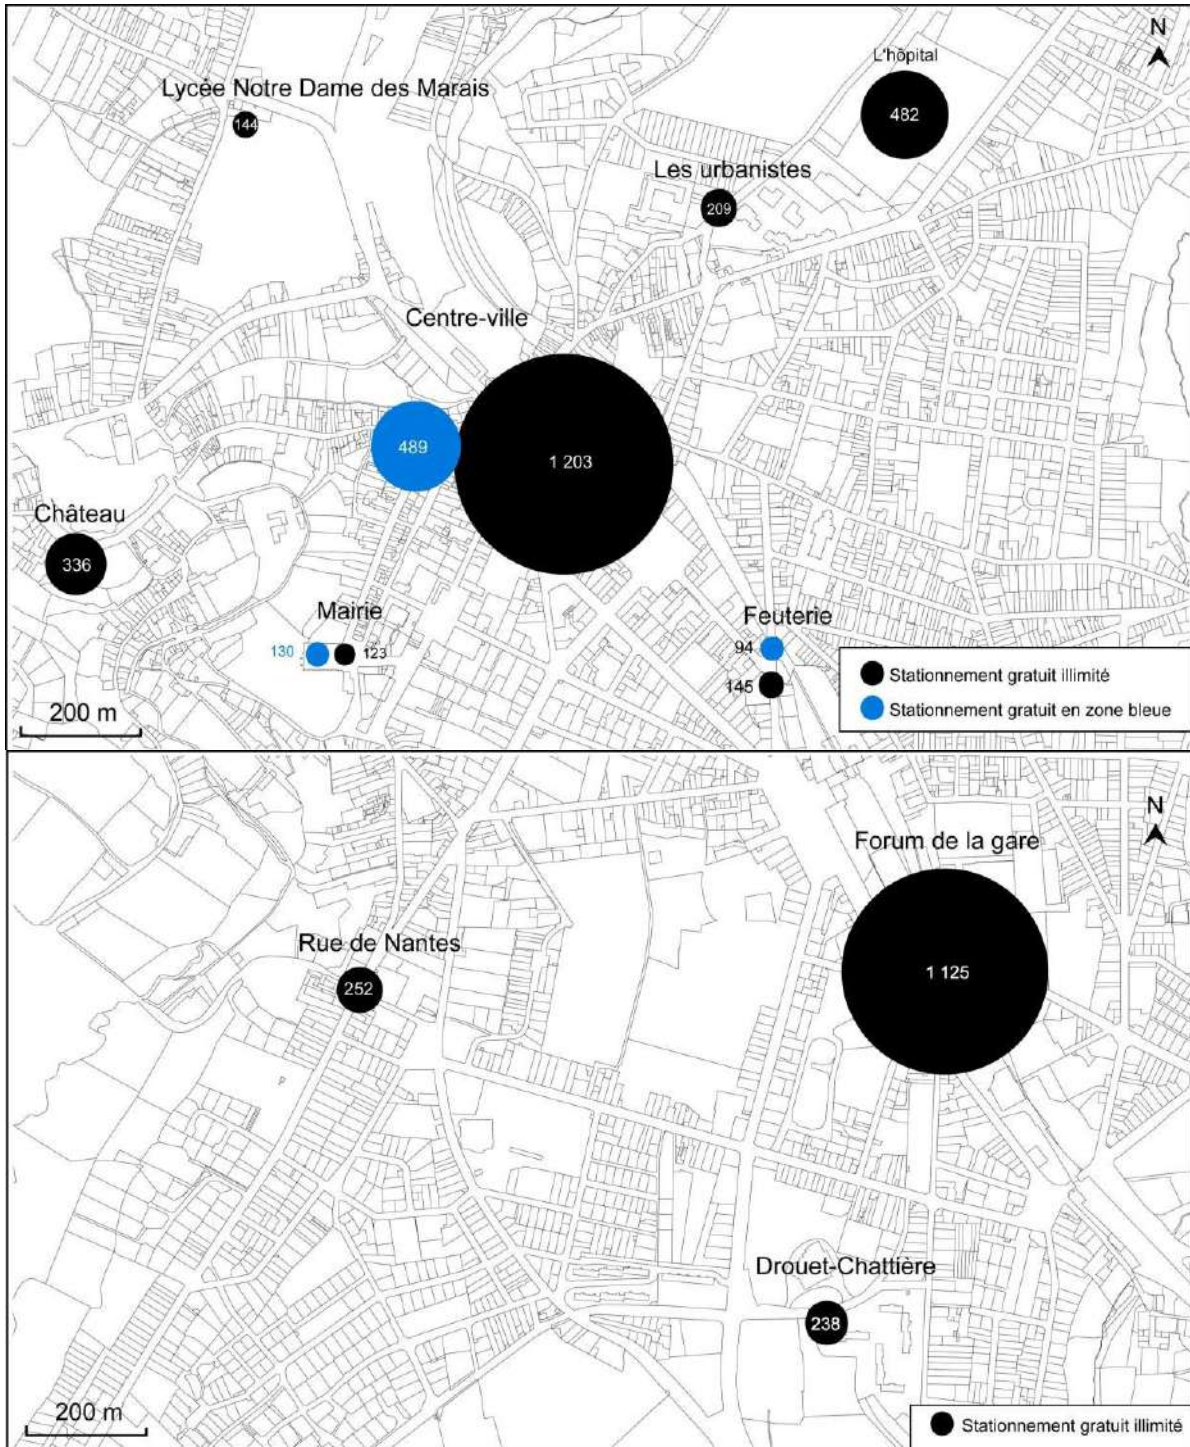 N
L'hôpital
Lycée Notre Dame des Marais
144
482
Les urbanistes
209
Centre-ville
489
1 203
Château
336
Mairie
130
123
Feuterie
94
145
Stationnement gratuit illimité
Stationnement gratuit en zone bleue
200 m
N
Forum de la gare
1 125
Rue de Nantes
252
Drouet-Chattière
238
200 m
Stationnement gratuit illimité